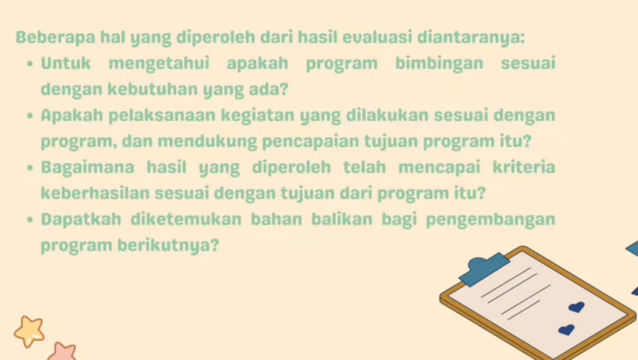 Beberapa hal yang diperoleh dari hasil evaluasi diantaranya:
• Untuk mengetahui apakah program bimbingan sesuai
dengan kebutuhan yang ada?
• Apakah pelaksanaan kegiatan yang dilakukan sesuai dengan
program, dan mendukung pencapaian tujuan program itu?
• Bagaimana hasil yang diperoleh telah mencapai kriteria
keberhasilan sesuai dengan tujuan dari program itu?
• Dapatkah diketemukan bahan balikan bagi pengembangan
program berikutnya?